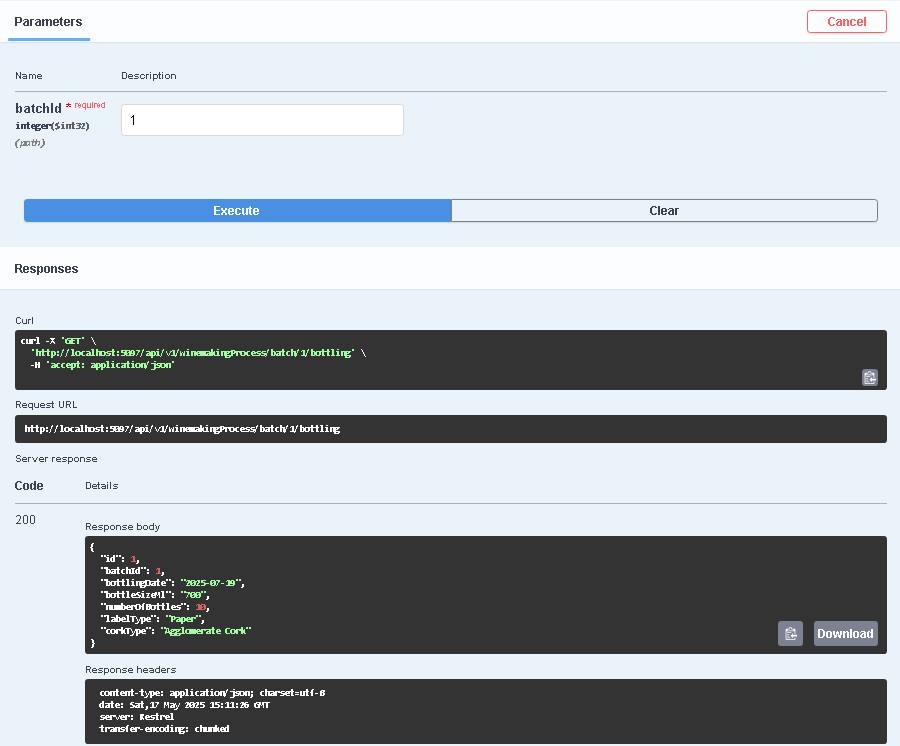 Parameters
Cancel
Name Description
batchId * required
integer($int32)
(path)
1
Execute Clear
Responses
Curl
curl -X 'GET' \
'http://localhost:5097/api/v1/winemakingProcess/batch/1/bottling' \
-H 'accept: application/json'
Request URL
http://localhost:5097/api/v1/winemakingProcess/batch/1/bottling
Server response
Code Details
200
Response body
{
"id": 1,
"batchId": 1,
"bottlingDate": "2025-07-19",
"bottleSizeMl": "700",
"numberOfBottles": 10,
"labelType": "Paper",
"corkType": "Agglomerate Cork"
}
Download
Response headers
content-type: application/json; charset=utf-8
date: Sat,17 May 2025 15:11:26 GMT
server: Kestrel
transfer-encoding: chunked